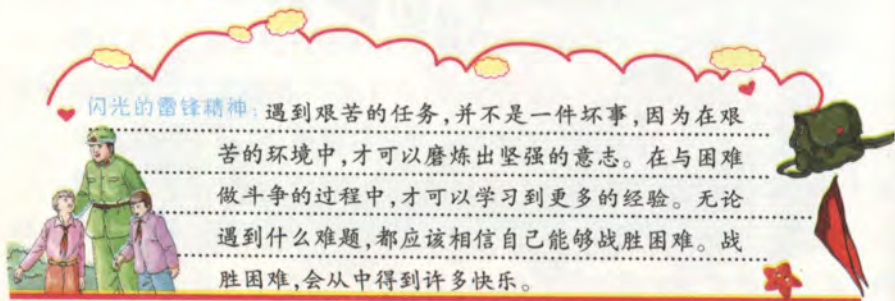 闪光的雷锋精神:遇到艰苦的任务,并不是一件坏事,因为在艰
苦的环境中,才可以磨炼出坚强的意志。在与困难
做斗争的过程中,才可以学习到更多的经验。无论
遇到什么难题,都应该相信自己能够战胜困难。战
胜困难,会从中得到许多快乐。